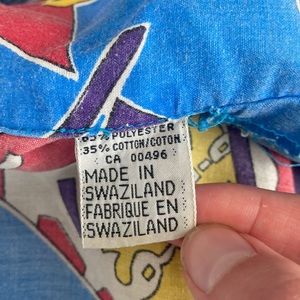 65% POLYESTER
35% COTTON/COTON
CA 00496
MADE IN
SWAZILAND
FABRIQUE EN
SWAZILAND